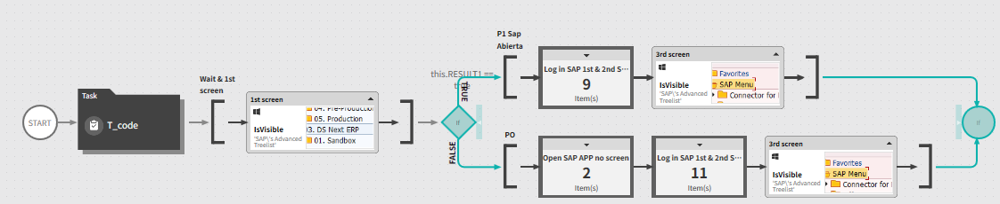 START
Task
T_code
Wait & 1st
screen
1st screen
IsVisible
'SAP\'s Advanced
Treelist'
04. Pre-Production
05. Production
03. DS Next ERP
01. Sandbox
this.RESULT1 ==
true
TRUE
If
FALSE
P1 Sap
Abierta
Log in SAP 1st & 2nd S···
9
Item(s)
3rd screen
IsVisible
'SAP\'s Advanced
Treelist'
Favorites
SAP Menu
Connector for
PO
Open SAP APP no screen
2
Item(s)
Log in SAP 1st & 2nd S···
11
Item(s)
3rd screen
IsVisible
'SAP\'s Advanced
Treelist'
Favorites
SAP Menu
Connector for
If